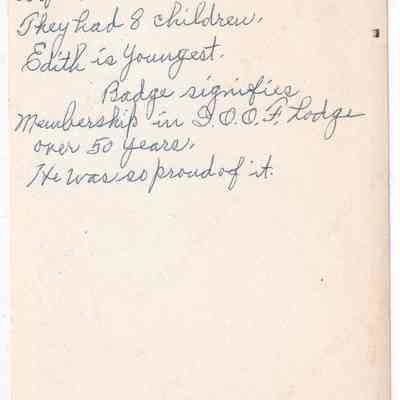 They had 8 children.
Edith is Youngest.
Badge signifies
Membership in I.O.O.F. Lodge
over 50 years.
He was so proud of it.